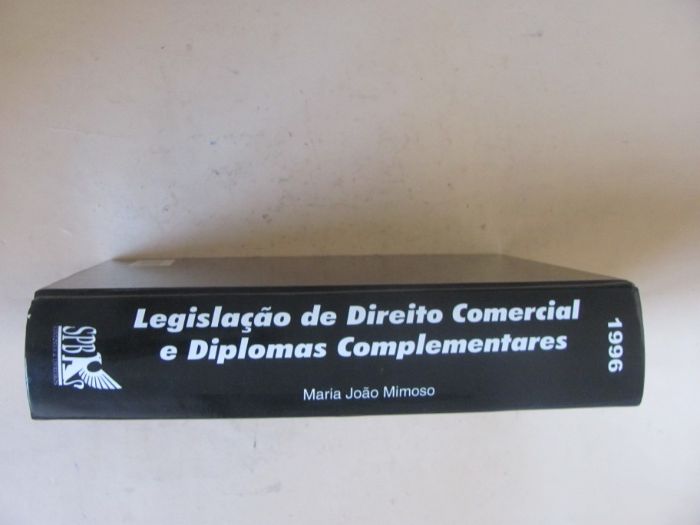 Legislação de Direito Comercial
e Diplomas Complementares
Maria João Mimoso
1996
SPB